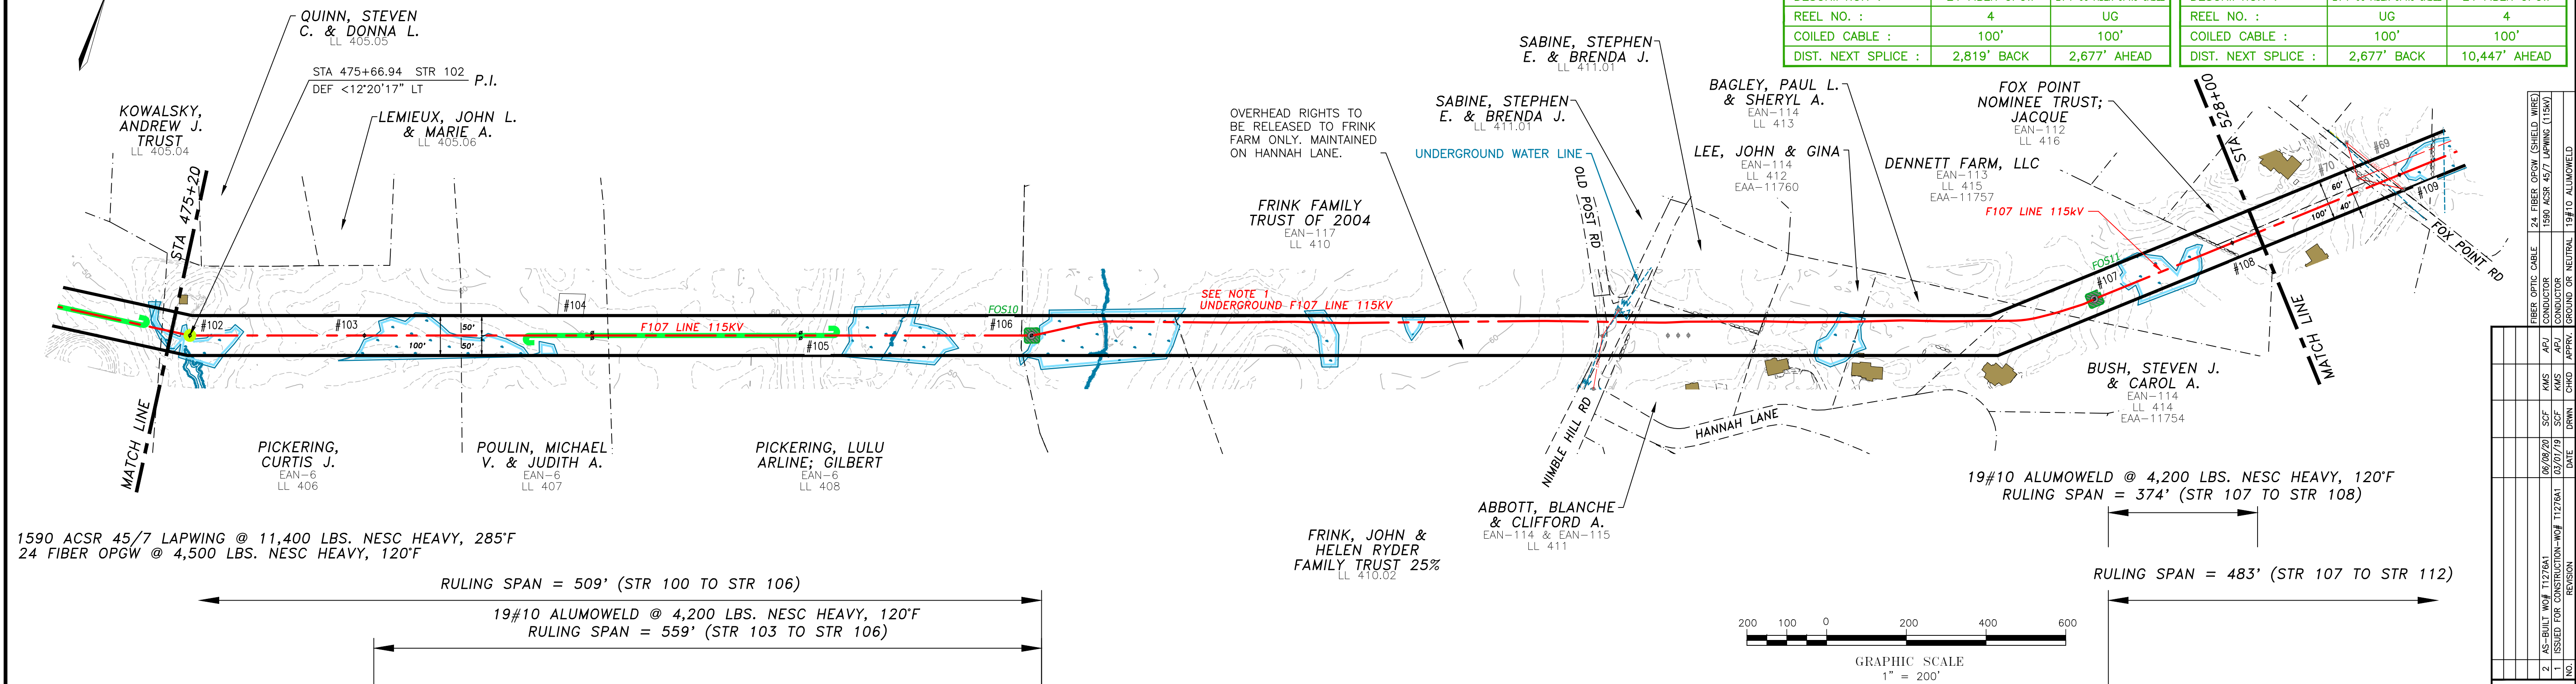 QUINN, STEVEN
C. & DONNA L.
LL 405.05
STA 475+66.94 STR 102
DEF <12°20'17" LT
P.I.
KOWALSKY,
ANDREW J.
TRUST
LL 405.04
LEMIEUX, JOHN L.
& MARIE A.
LL 405.06
STA 475+20
MATCH LINE
#102
#103
#104
#105
#106
50'
50'
100'
F107 LINE 115KV
FOS10
PICKERING,
CURTIS J.
EAN-6
LL 406
POULIN, MICHAEL
V. & JUDITH A.
EAN-6
LL 407
PICKERING, LULU
ARLINE; GILBERT
EAN-6
LL 408
OVERHEAD RIGHTS TO
BE RELEASED TO FRINK
FARM ONLY. MAINTAINED
ON HANNAH LANE.
FRINK FAMILY
TRUST OF 2004
EAN-117
LL 410
SEE NOTE 1
UNDERGROUND F107 LINE 115KV
SABINE, STEPHEN
E. & BRENDA J.
LL 411.01
SABINE, STEPHEN
E. & BRENDA J.
LL 411.01
UNDERGROUND WATER LINE
OLD POST RD
NIMBLE HILL RD
HANNAH LANE
BAGLEY, PAUL L.
& SHERYL A.
EAN-114
LL 413
LEE, JOHN & GINA
EAN-114
LL 412
EAA-11760
DENNETT FARM, LLC
EAN-113
LL 415
EAA-11757
FOX POINT
NOMINEE TRUST;
JACQUE
EAN-112
LL 416
F107 LINE 115kV
STA 528+00
MATCH LINE
FOS11
#107
#108
#109
#70
#69
60'
100'
40'
FOX POINT RD
BUSH, STEVEN J.
& CAROL A.
EAN-114
LL 414
EAA-11754
ABBOTT, BLANCHE
& CLIFFORD A.
EAN-114 & EAN-115
LL 411
FRINK, JOHN &
HELEN RYDER
FAMILY TRUST 25%
LL 410.02
REEL NO. : 4 UG
COILED CABLE : 100' 100'
DIST. NEXT SPLICE : 2,819' BACK 2,677' AHEAD
REEL NO. : UG 4
COILED CABLE : 100' 100'
DIST. NEXT SPLICE : 2,677' BACK 10,447' AHEAD
1590 ACSR 45/7 LAPWING @ 11,400 LBS. NESC HEAVY, 285°F
24 FIBER OPGW @ 4,500 LBS. NESC HEAVY, 120°F
RULING SPAN = 509' (STR 100 TO STR 106)
19#10 ALUMOWELD @ 4,200 LBS. NESC HEAVY, 120°F
RULING SPAN = 559' (STR 103 TO STR 106)
19#10 ALUMOWELD @ 4,200 LBS. NESC HEAVY, 120°F
RULING SPAN = 374' (STR 107 TO STR 108)
RULING SPAN = 483' (STR 107 TO STR 112)
200 100 0 200 400 600
GRAPHIC SCALE
1" = 200'
FIBER OPTIC CABLE 24 FIBER OPGW (SHIELD WIRE)
CONDUCTOR 1590 ACSR 45/7 LAPWING (115kV)
CONDUCTOR
GROUND OR NEUTRAL 19#10 ALUMOWELD
2 AS-BUILT WO# T1276A1 06/08/20 SCF KMS APJ
1 ISSUED FOR CONSTRUCTION-WO# T1276A1 03/01/19 SCF KMS APJ
NO. REVISION DATE DRWN CHKD APPRV.